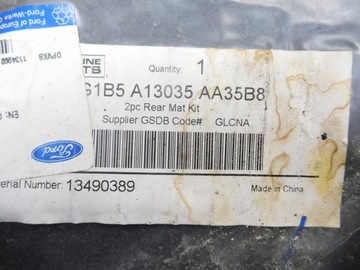 Ford of Europe
Ford-Werke G
DPVXB
Quantity: 1
G1B5 A13035 AA35B8
2pc Rear Mat Kit
Supplier GSDB Code#: GLCNA
Ford
erial Number: 13490389
Made in China